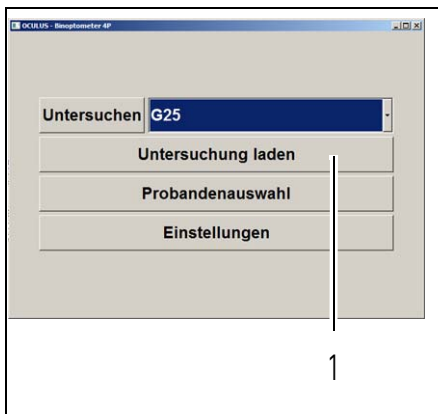 OCULUS - Binoptometer 4P
Untersuchen G25
Untersuchung laden
Probandenauswahl
Einstellungen
1